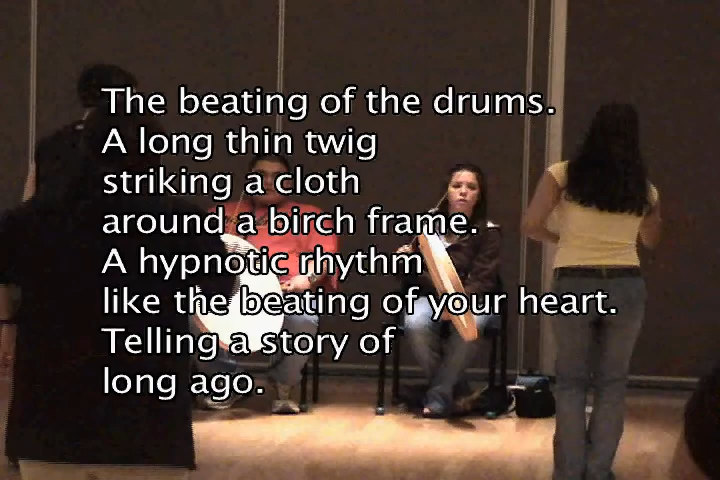 The beating of the drums.
A long thin twig
striking a cloth
around a birch frame.
A hypnotic rhythm
like the beating of your heart.
Telling a story of
long ago.